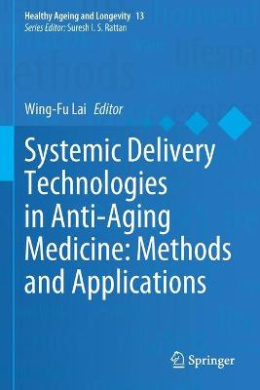 Healthy Ageing and Longevity 13
Series Editor: Suresh I. S. Rattan
Wing-Fu Lai Editor
Systemic Delivery
Technologies
in Anti-Aging
Medicine: Methods
and Applications
Springer